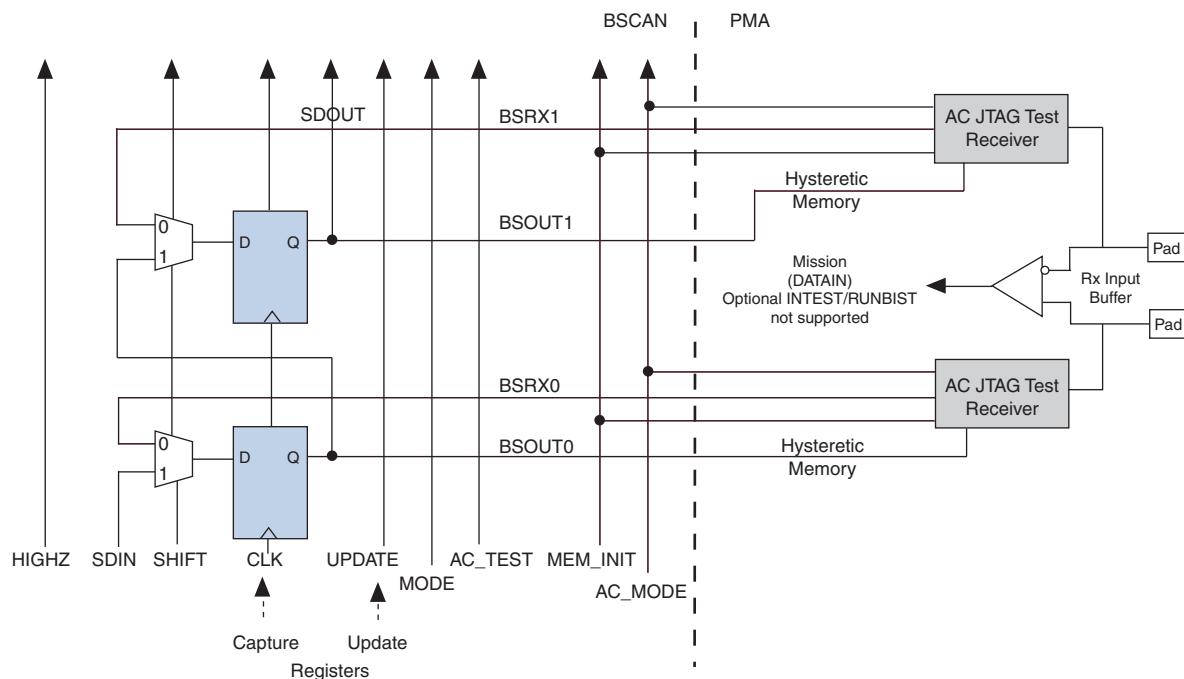 BSCAN
PMA
SDOUT
BSRX1
AC JTAG Test
Receiver
Hysteretic
Memory
0
1
D
Q
BSOUT1
Pad
Mission
(DATAIN)
Optional INTEST/RUNBIST
not supported
Rx Input
Buffer
Pad
BSRX0
AC JTAG Test
Receiver
0
1
D
Q
BSOUT0
Hysteretic
Memory
HIGHZ
SDIN
SHIFT
CLK
UPDATE
MODE
AC_TEST
MEM_INIT
AC_MODE
Capture
Update
Registers